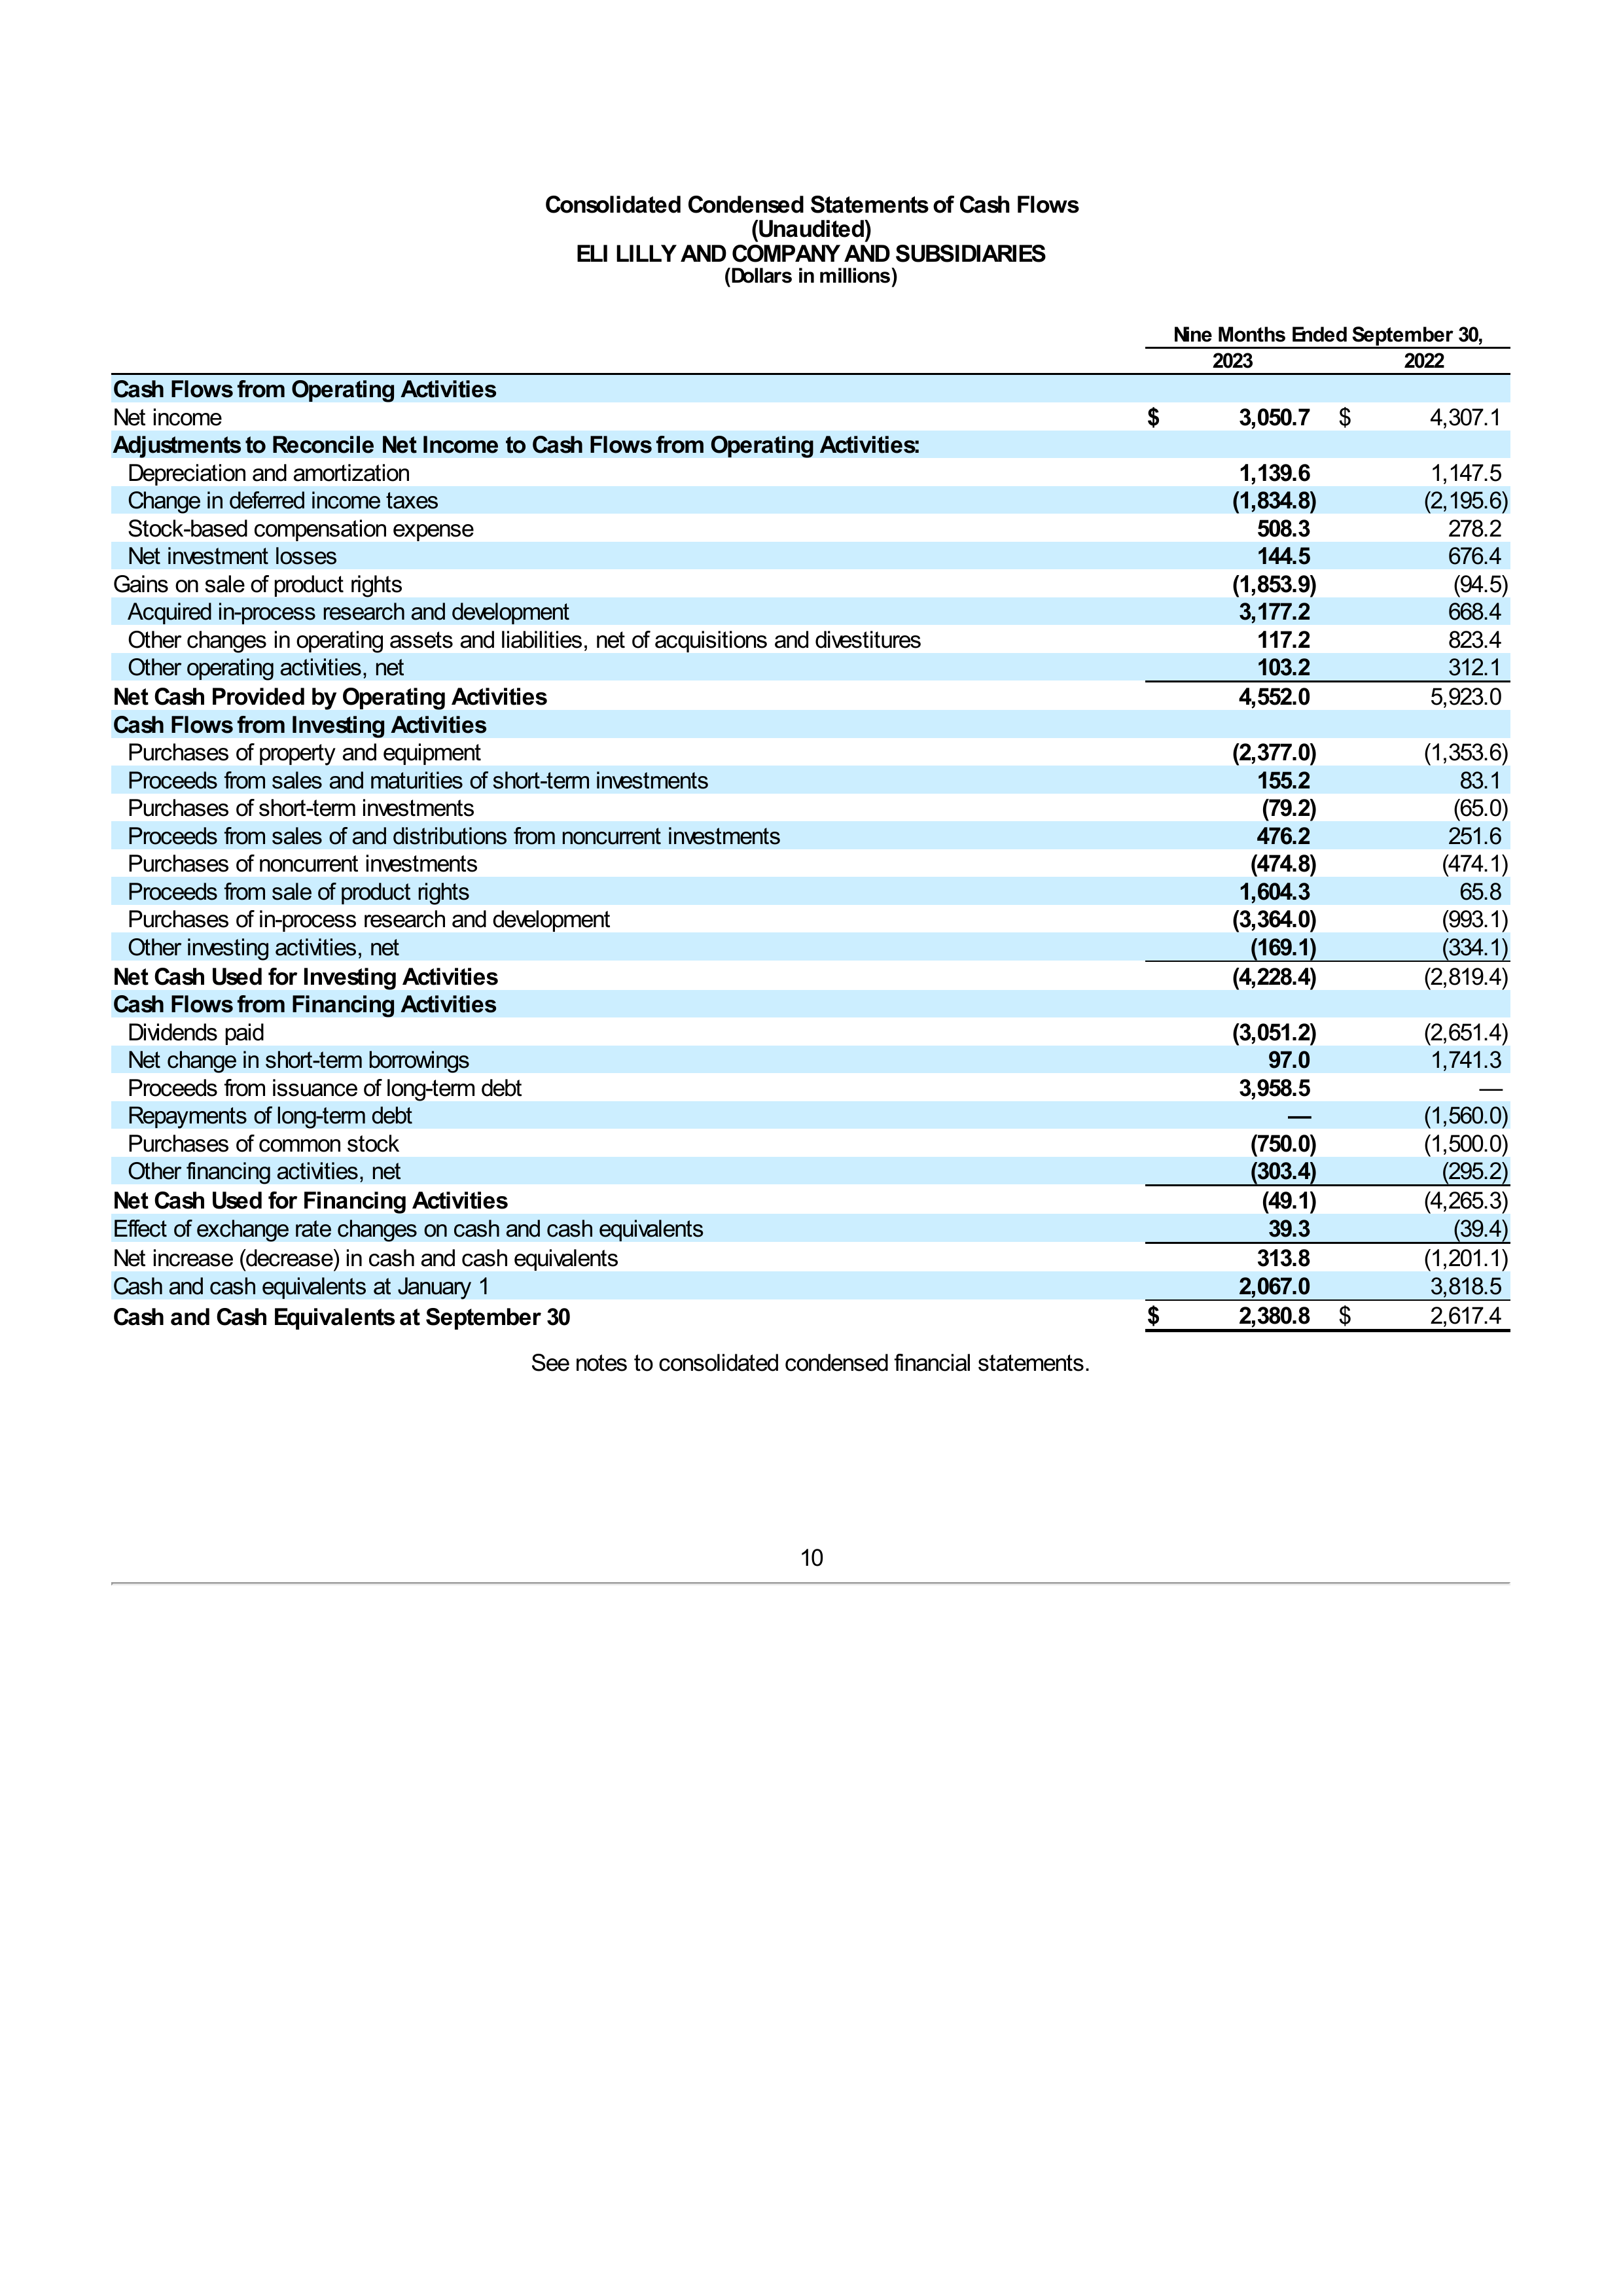 Consolidated Condensed Statements of Cash Flows
(Unaudited)
ELI LILLY AND COMPANY AND SUBSIDIARIES
(Dollars in millions)
Nine Months Ended September 30,
2023 2022
Cash Flows from Operating Activities
Net income $ 3,050.7 $ 4,307.1
Adjustments to Reconcile Net Income to Cash Flows from Operating Activities:
Depreciation and amortization 1,139.6 1,147.5
Change in deferred income taxes (1,834.8) (2,195.6)
Stock-based compensation expense 508.3 278.2
Net investment losses 144.5 676.4
Gains on sale of product rights (1,853.9) (94.5)
Acquired in-process research and development 3,177.2 668.4
Other changes in operating assets and liabilities, net of acquisitions and divestitures 117.2 823.4
Other operating activities, net 103.2 312.1
Net Cash Provided by Operating Activities 4,552.0 5,923.0
Cash Flows from Investing Activities
Purchases of property and equipment (2,377.0) (1,353.6)
Proceeds from sales and maturities of short-term investments 155.2 83.1
Purchases of short-term investments (79.2) (65.0)
Proceeds from sales of and distributions from noncurrent investments 476.2 251.6
Purchases of noncurrent investments (474.8) (474.1)
Proceeds from sale of product rights 1,604.3 65.8
Purchases of in-process research and development (3,364.0) (993.1)
Other investing activities, net (169.1) (334.1)
Net Cash Used for Investing Activities (4,228.4) (2,819.4)
Cash Flows from Financing Activities
Dividends paid (3,051.2) (2,651.4)
Net change in short-term borrowings 97.0 1,741.3
Proceeds from issuance of long-term debt 3,958.5 —
Repayments of long-term debt — (1,560.0)
Purchases of common stock (750.0) (1,500.0)
Other financing activities, net (303.4) (295.2)
Net Cash Used for Financing Activities (49.1) (4,265.3)
Effect of exchange rate changes on cash and cash equivalents 39.3 (39.4)
Net increase (decrease) in cash and cash equivalents 313.8 (1,201.1)
Cash and cash equivalents at January 1 2,067.0 3,818.5
Cash and Cash Equivalents at September 30 $ 2,380.8 $ 2,617.4
See notes to consolidated condensed financial statements.
10